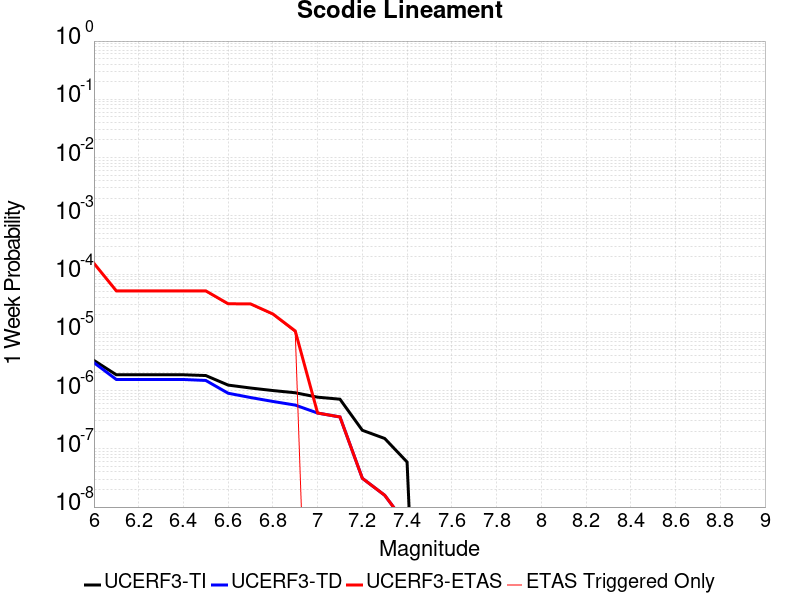 Scodie Lineament
10^0
10^-1
10^-2
10^-3
10^-4
10^-5
10^-6
10^-7
10^-8
1 Week Probability
6 6.2 6.4 6.6 6.8 7 7.2 7.4 7.6 7.8 8 8.2 8.4 8.6 8.8 9
Magnitude
UCERF3-TI UCERF3-TD UCERF3-ETAS ETAS Triggered Only